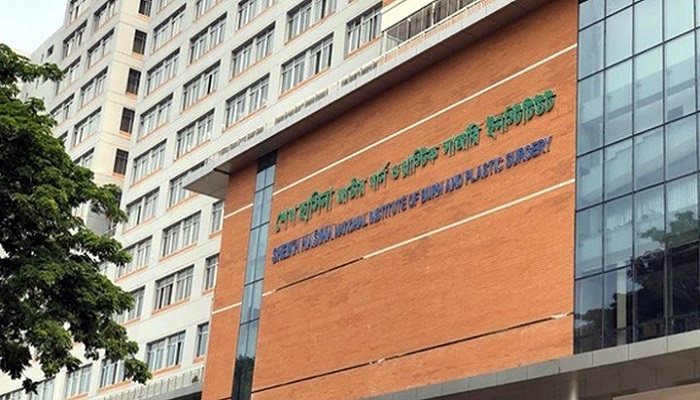 শেখ হাসিনা জাতীয় বার্ন ও প্লাস্টিক সার্জারি ইনস্টিটিউট
SHEIKH HASINA NATIONAL INSTITUTE OF BURN AND PLASTIC SURGERY